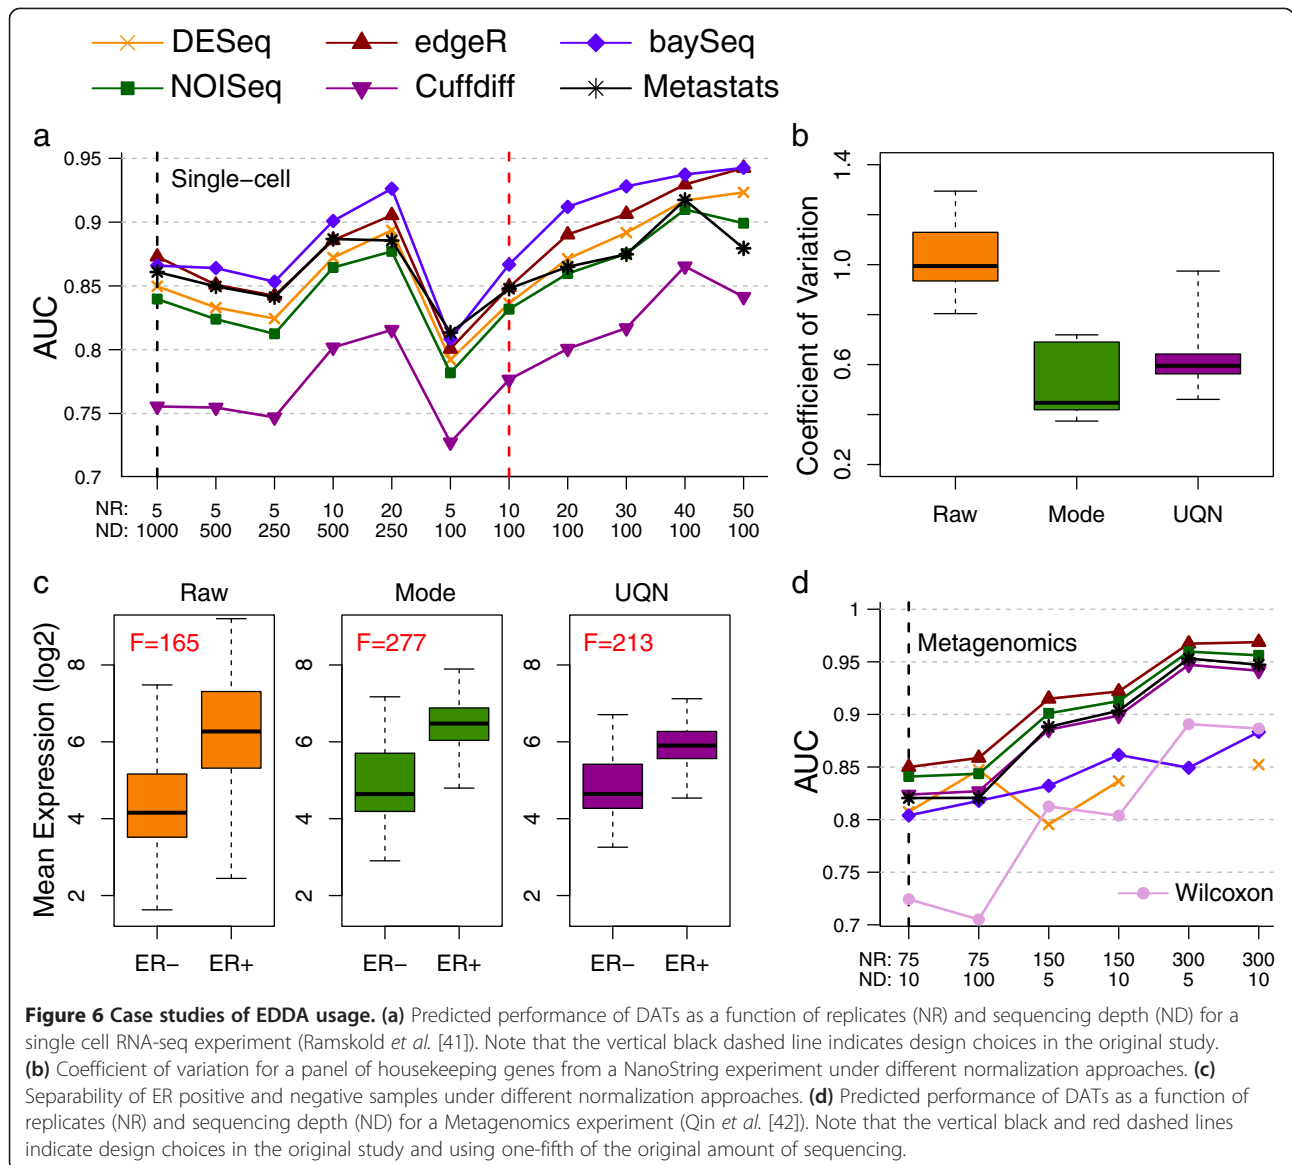 DESeq edgeR baySeq
NOISeq Cuffdiff Metastats
a
0.95
0.9
0.85
0.8
0.75
0.7
AUC
Single-cell
NR: 5 5 5 10 20 5 10 20 30 40 50
ND: 1000 500 250 500 250 100 100 100 100 100 100
b
1.4
1.0
0.6
0.2
Coefficient of Variation
Raw Mode UQN
c
Raw Mode UQN
F=165 F=277 F=213
Mean Expression (log2)
8 8 8
6 6 6
4 4 4
2 2 2
ER- ER+ ER- ER+ ER- ER+
d
1
0.95
0.9
0.85
0.8
0.75
0.7
AUC
Metagenomics
Wilcoxon
NR: 75 75 150 150 300 300
ND: 10 100 5 10 5 10
Figure 6 Case studies of EDDA usage. (a) Predicted performance of DATs as a function of replicates (NR) and sequencing depth (ND) for a
single cell RNA-seq experiment (Ramskold et al. [41]). Note that the vertical black dashed line indicates design choices in the original study.
(b) Coefficient of variation for a panel of housekeeping genes from a NanoString experiment under different normalization approaches. (c)
Separability of ER positive and negative samples under different normalization approaches. (d) Predicted performance of DATs as a function of
replicates (NR) and sequencing depth (ND) for a Metagenomics experiment (Qin et al. [42]). Note that the vertical black and red dashed lines
indicate design choices in the original study and using one-fifth of the original amount of sequencing.